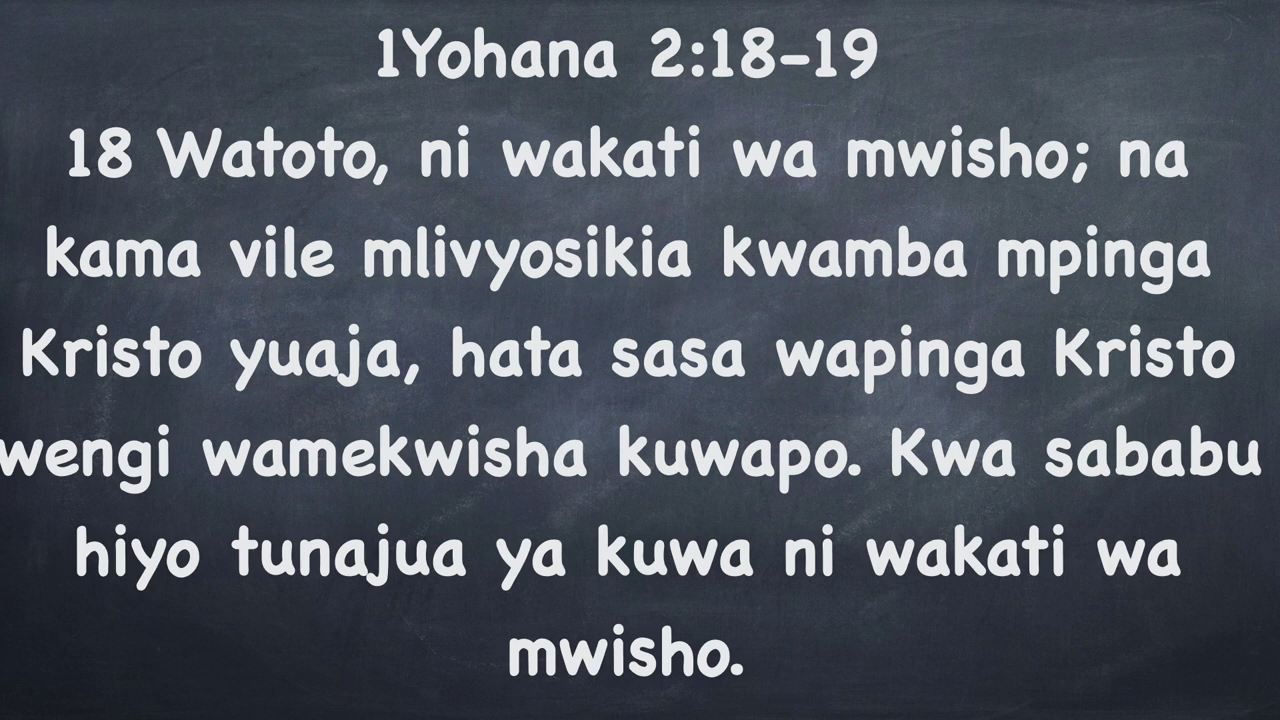 1Yohana 2:18-19
18 Watoto, ni wakati wa mwisho; na
kama vile mlivyosikia kwamba mpinga
Kristo yuaja, hata sasa wapinga Kristo
wengi wamekwisha kuwapo. Kwa sababu
hiyo tunajua ya kuwa ni wakati wa
mwisho.